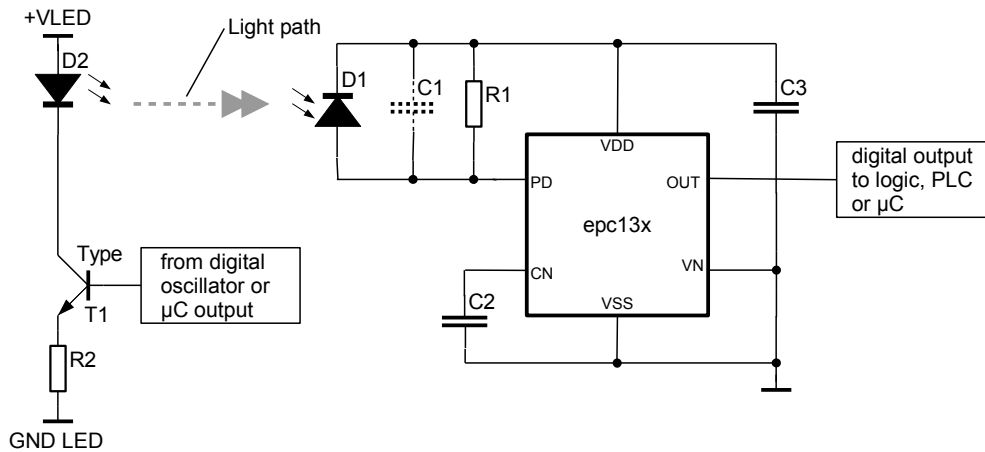 +VLED
Light path
D2
D1
C1
R1
C3
VDD
PD
OUT
epc13x
digital output
to logic, PLC
or µC
Type
from digital
oscillator or
µC output
T1
CN
VN
C2
VSS
R2
GND LED